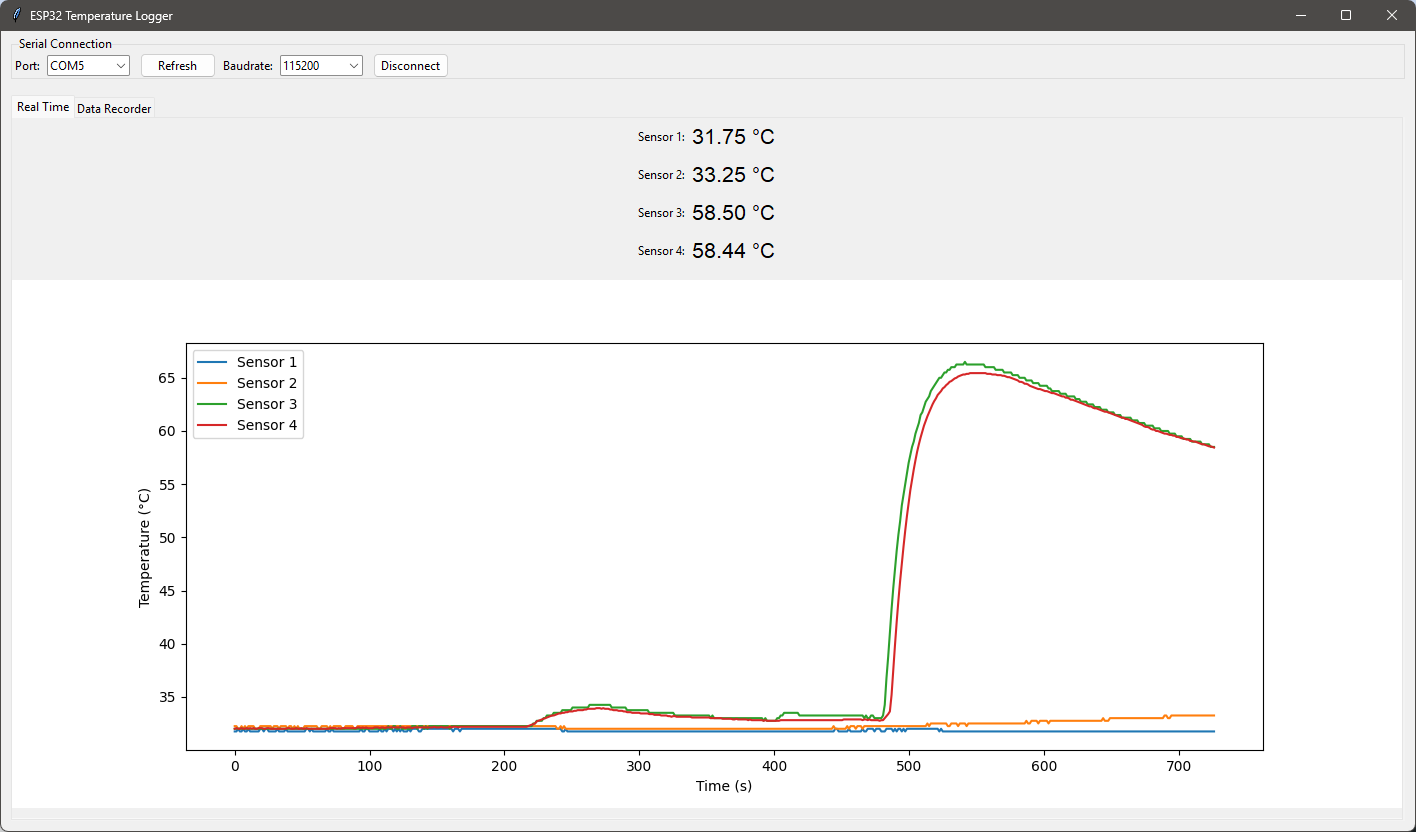 ESP32 Temperature Logger
Serial Connection
Port: COM5 Refresh Baudrate: 115200 Disconnect
Real Time Data Recorder
Sensor 1: 31.75 °C
Sensor 2: 33.25 °C
Sensor 3: 58.50 °C
Sensor 4: 58.44 °C
Sensor 1
Sensor 2
Sensor 3
Sensor 4
65
60
55
50
45
40
35
Temperature (°C)
0 100 200 300 400 500 600 700
Time (s)